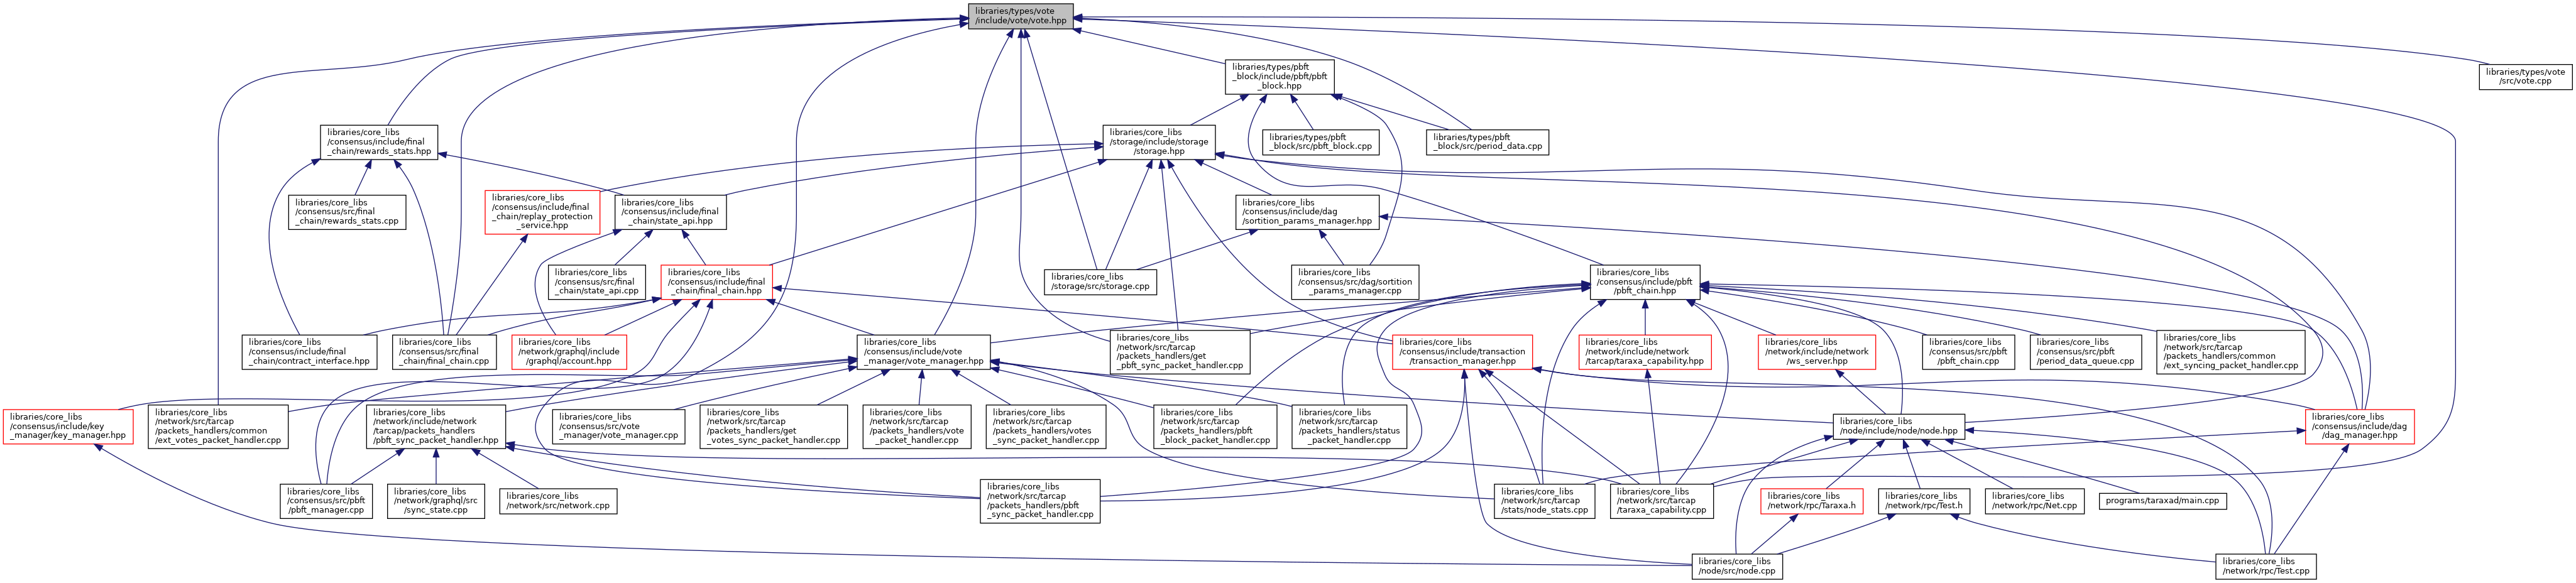 libraries/types/vote
/include/vote/vote.hpp
libraries/types/pbft
_block/include/pbft/pbft
_block.hpp
libraries/types/vote
/src/vote.cpp
libraries/core_libs
/consensus/include/final
_chain/rewards_stats.hpp
libraries/core_libs
/storage/include/storage
/storage.hpp
libraries/types/pbft
_block/src/pbft_block.cpp
libraries/types/pbft
_block/src/period_data.cpp
libraries/core_libs
/consensus/src/final
_chain/rewards_stats.cpp
libraries/core_libs
/consensus/include/final
_chain/replay_protection
_service.hpp
libraries/core_libs
/consensus/include/final
_chain/state_api.hpp
libraries/core_libs
/consensus/include/dag
/sortition_params_manager.hpp
libraries/core_libs
/consensus/src/final
_chain/state_api.cpp
libraries/core_libs
/consensus/include/final
_chain/final_chain.hpp
libraries/core_libs
/storage/src/storage.cpp
libraries/core_libs
/consensus/src/dag/sortition
_params_manager.cpp
libraries/core_libs
/consensus/include/pbft
/pbft_chain.hpp
libraries/core_libs
/consensus/include/final
_chain/contract_interface.hpp
libraries/core_libs
/consensus/src/final
_chain/final_chain.cpp
libraries/core_libs
/network/graphql/include
/graphql/account.hpp
libraries/core_libs
/consensus/include/vote
_manager/vote_manager.hpp
libraries/core_libs
/network/src/tarcap
/packets_handlers/get
_pbft_sync_packet_handler.cpp
libraries/core_libs
/consensus/include/transaction
/transaction_manager.hpp
libraries/core_libs
/network/include/network
/tarcap/taraxa_capability.hpp
libraries/core_libs
/network/include/network
/ws_server.hpp
libraries/core_libs
/consensus/src/pbft
/pbft_chain.cpp
libraries/core_libs
/consensus/src/pbft
/period_data_queue.cpp
libraries/core_libs
/network/src/tarcap
/packets_handlers/common
/ext_syncing_packet_handler.cpp
libraries/core_libs
/consensus/include/key
_manager/key_manager.hpp
libraries/core_libs
/network/src/tarcap
/packets_handlers/common
/ext_votes_packet_handler.cpp
libraries/core_libs
/network/include/network
/tarcap/packets_handlers
/pbft_sync_packet_handler.hpp
libraries/core_libs
/consensus/src/vote
_manager/vote_manager.cpp
libraries/core_libs
/network/src/tarcap
/packets_handlers/get
_votes_sync_packet_handler.cpp
libraries/core_libs
/network/src/tarcap
/packets_handlers/vote
_packet_handler.cpp
libraries/core_libs
/network/src/tarcap
/packets_handlers/votes
_sync_packet_handler.cpp
libraries/core_libs
/network/src/tarcap
/packets_handlers/pbft
_block_packet_handler.cpp
libraries/core_libs
/network/src/tarcap
/packets_handlers/status
_packet_handler.cpp
libraries/core_libs
/node/include/node/node.hpp
libraries/core_libs
/consensus/include/dag
/dag_manager.hpp
libraries/core_libs
/consensus/src/pbft
/pbft_manager.cpp
libraries/core_libs
/network/graphql/src
/sync_state.cpp
libraries/core_libs
/network/src/network.cpp
libraries/core_libs
/network/src/tarcap
/packets_handlers/pbft
_sync_packet_handler.cpp
libraries/core_libs
/network/src/tarcap
/stats/node_stats.cpp
libraries/core_libs
/network/src/tarcap
/taraxa_capability.cpp
libraries/core_libs
/network/rpc/Taraxa.h
libraries/core_libs
/network/rpc/Test.h
libraries/core_libs
/network/rpc/Net.cpp
programs/taraxad/main.cpp
libraries/core_libs
/node/src/node.cpp
libraries/core_libs
/network/rpc/Test.cpp